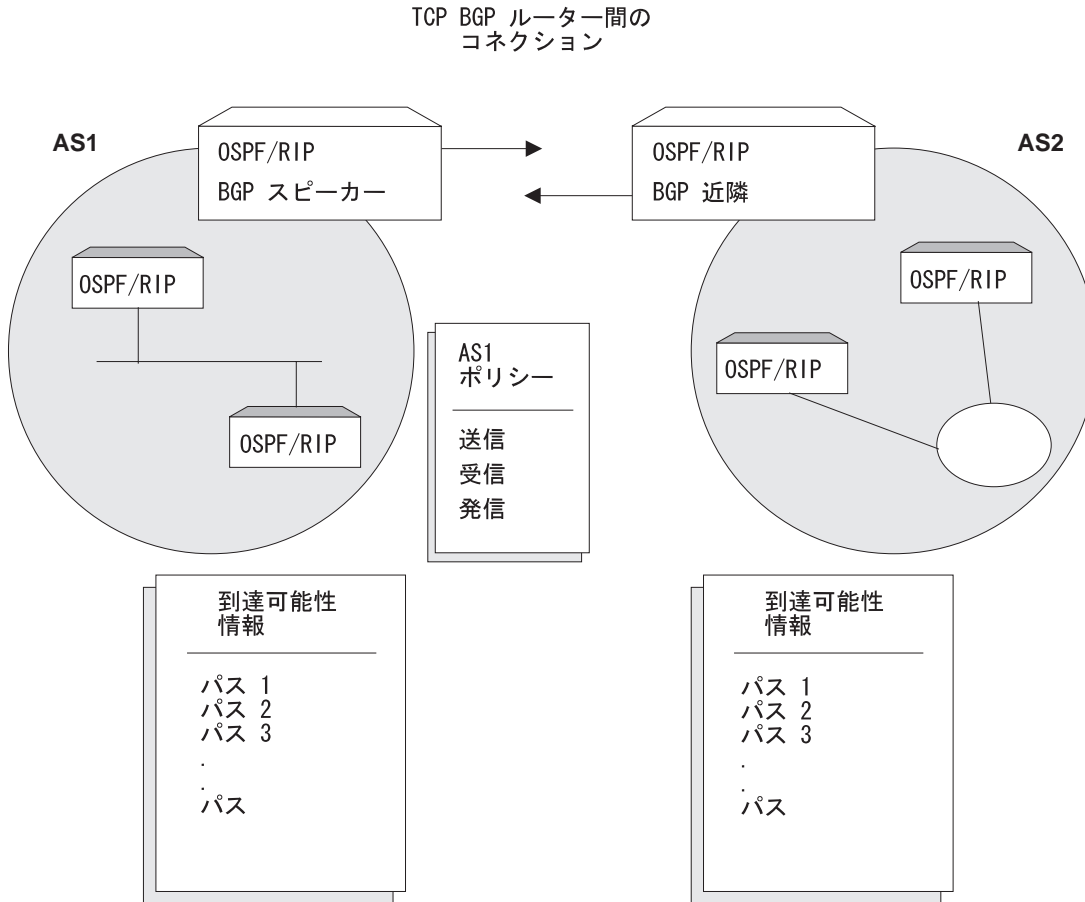 TCP BGP ルーター間の
コネクション
AS1
OSPF/RIP
BGP スピーカー
OSPF/RIP
BGP 近隣
AS2
OSPF/RIP
OSPF/RIP
OSPF/RIP
OSPF/RIP
AS1
ポリシー
送信
受信
発信
到達可能性
情報
パス 1
パス 2
パス 3
.
.
パス
到達可能性
情報
パス 1
パス 2
パス 3
.
.
パス